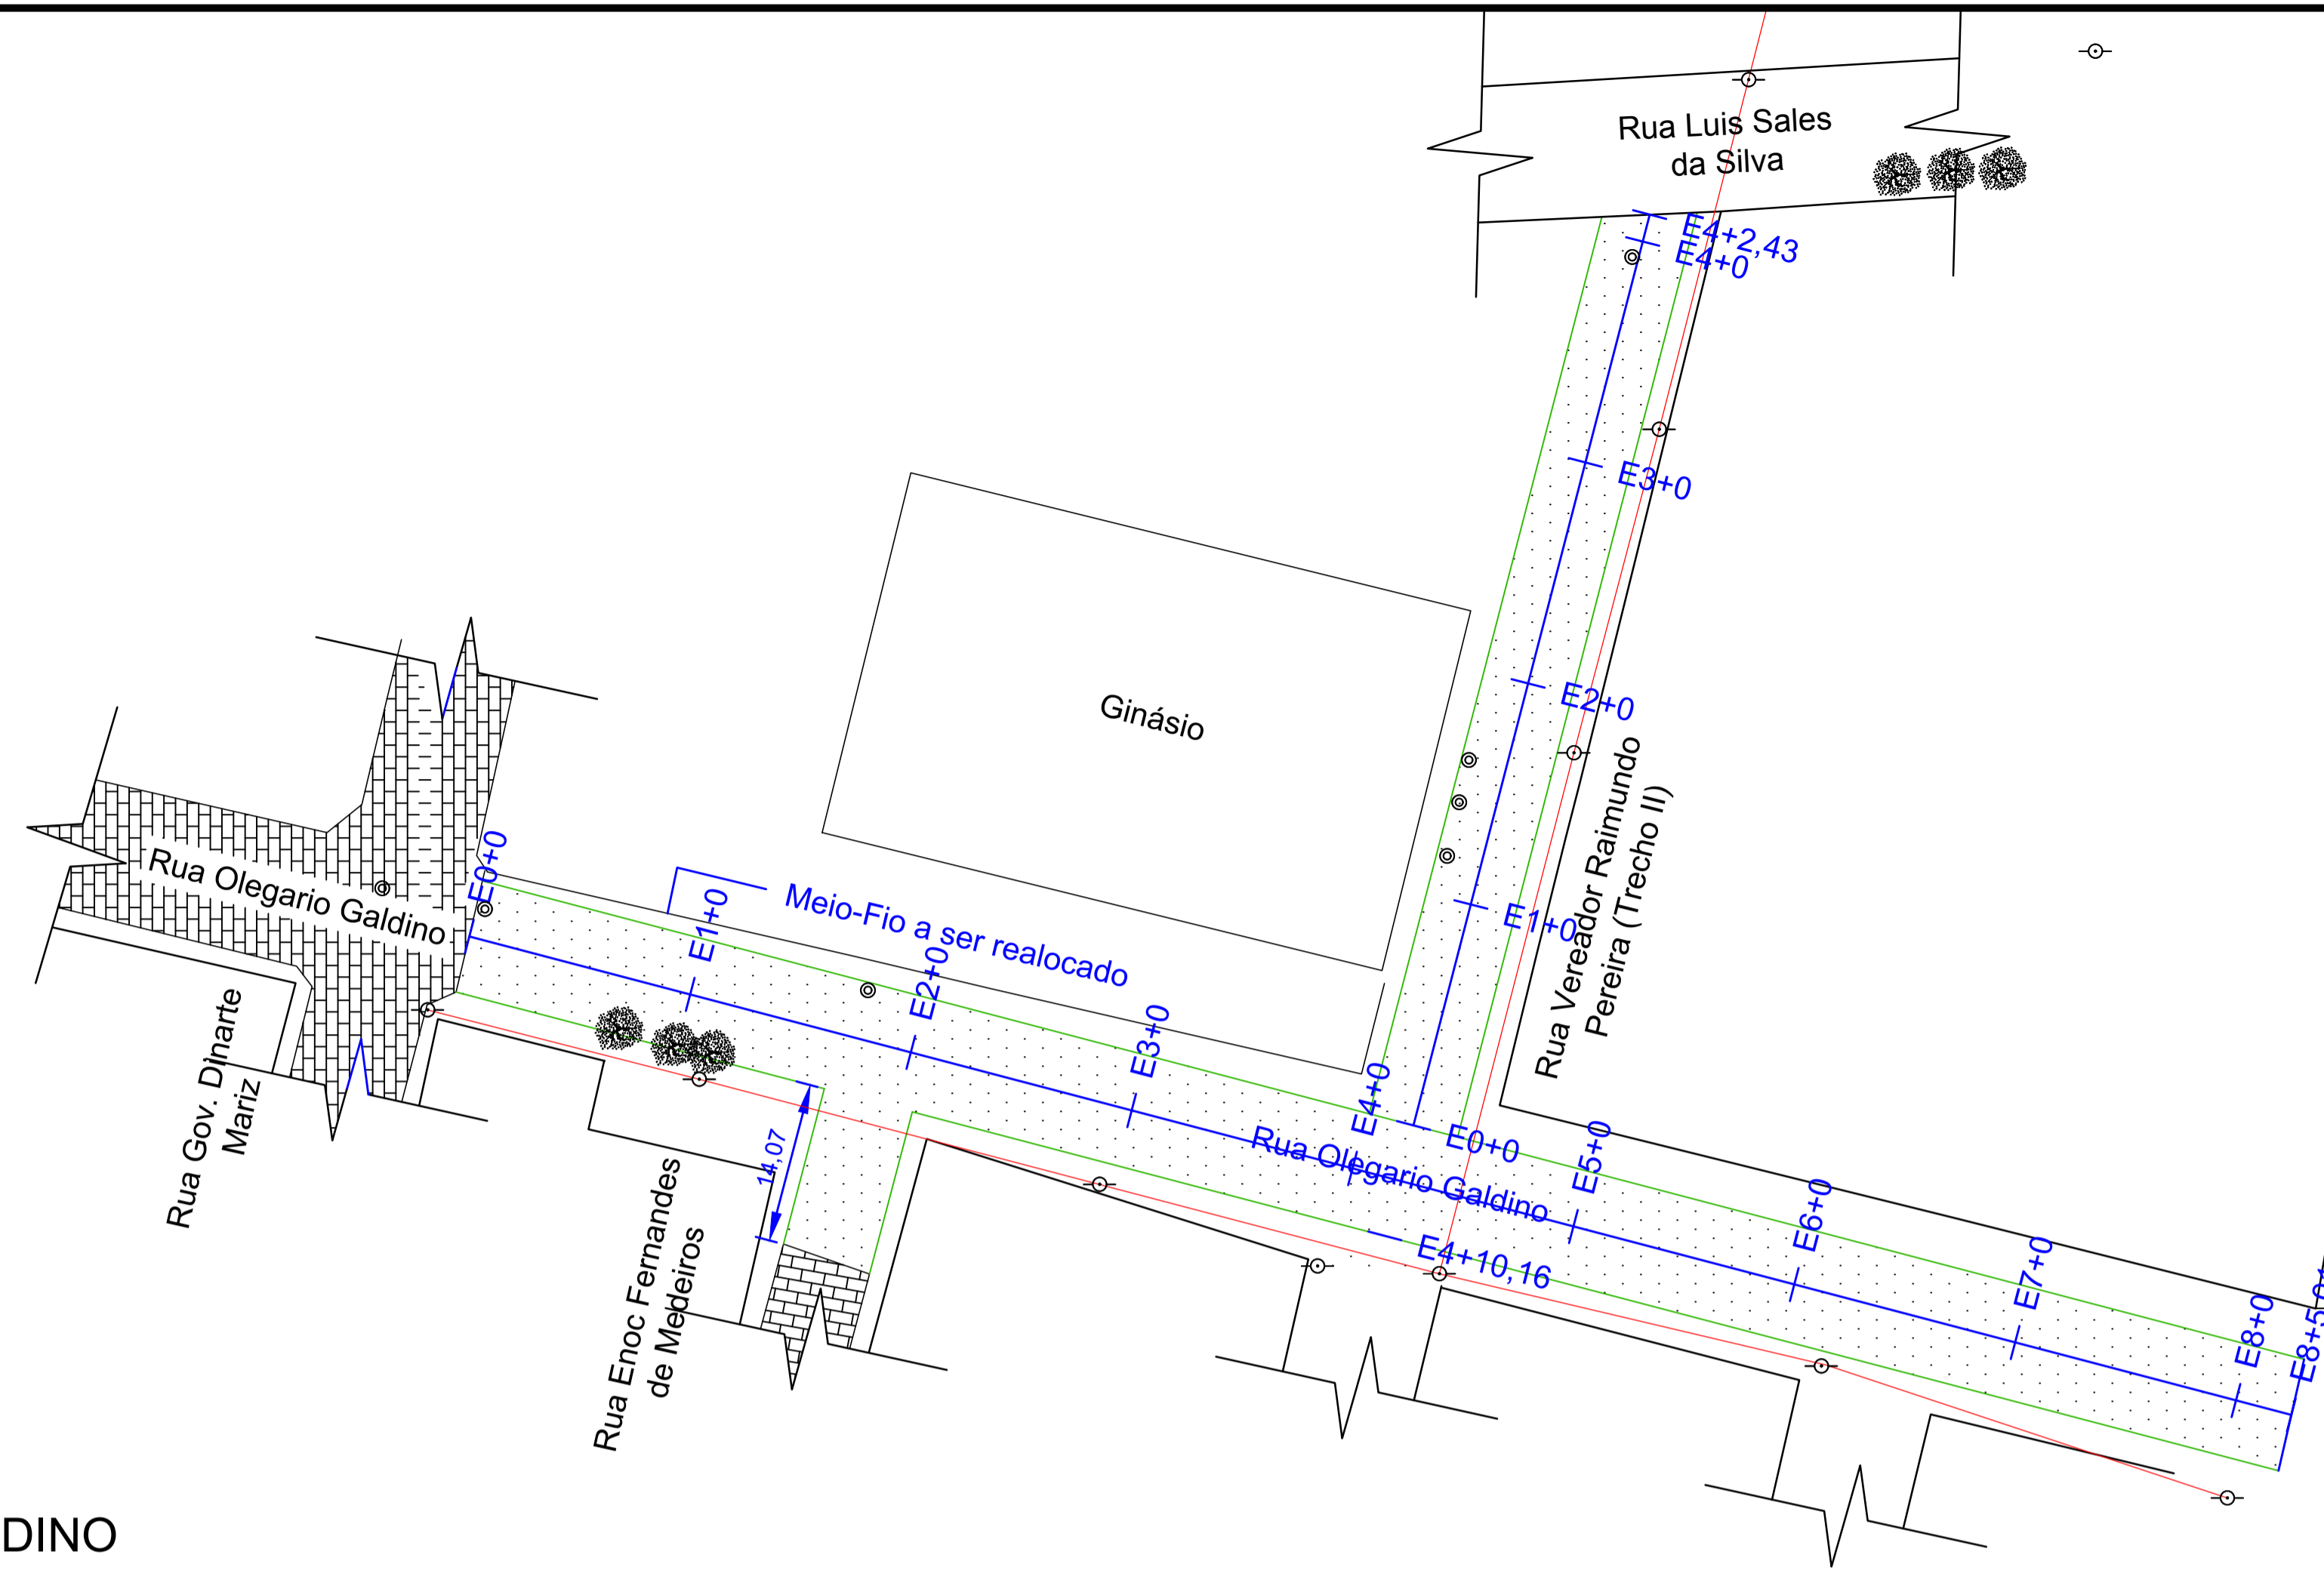 Rua Luis Sales
da Silva
E4+2,43
E4+0
E3+0
E2+0
E1+0
E0+0
Rua Vereador Raimundo
Pereira (Trecho II)
Ginásio
Meio-Fio a ser realocado
Rua Olegario Galdino
E0+0
E1+0
E2+0
E3+0
E4+0
E5+0
E6+0
E7+0
E8+0
Rua Olegario Galdino
E4+10,16
14,07
Rua Gov. Dinarte
Mariz
Rua Enoc Fernandes
de Medeiros
DINO